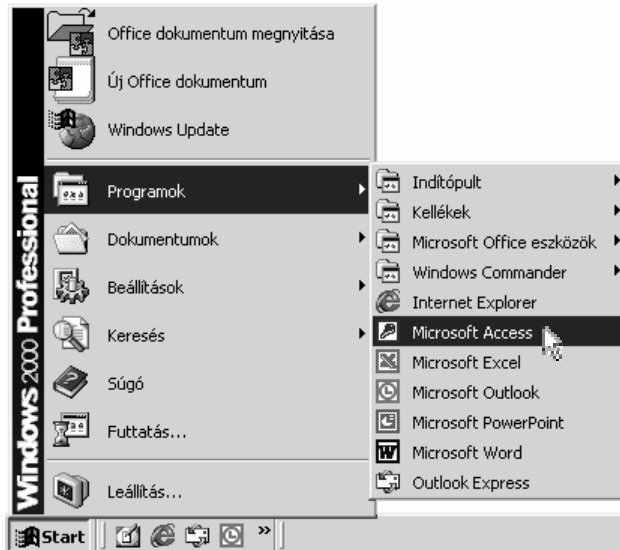 Office dokumentum megnyitása
Új Office dokumentum
Windows Update
Programok
Dokumentumok
Beállítások
Keresés
Súgó
Futtatás...
Leállítás...
Windows 2000 Professional
Indítópult
Kellékek
Microsoft Office eszközök
Windows Commander
Internet Explorer
Microsoft Access
Microsoft Excel
Microsoft Outlook
Microsoft PowerPoint
Microsoft Word
Outlook Express
Start
»